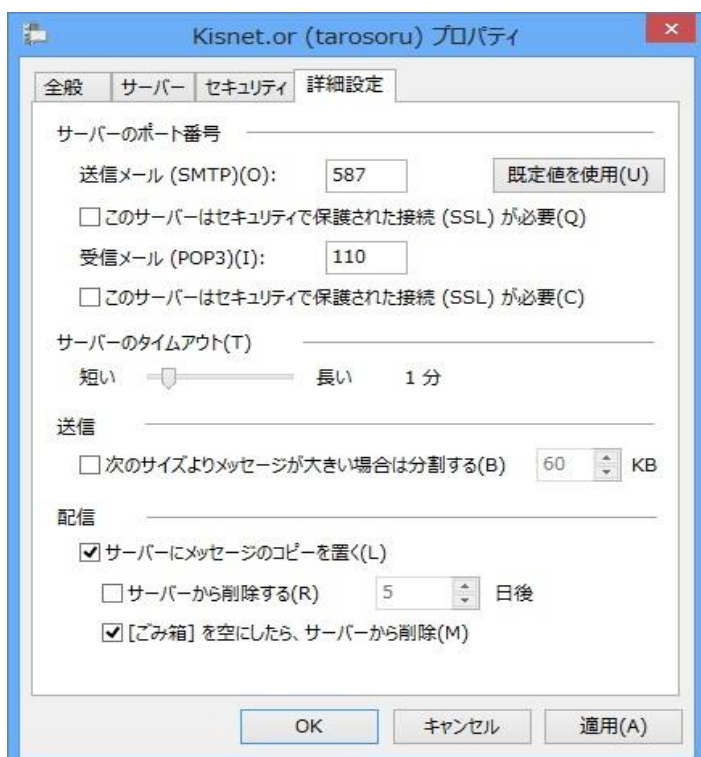 Kisnet.or (tarosoru) プロパティ
全般 サーバー セキュリティ 詳細設定
サーバーのポート番号
送信メール (SMTP)(O): 587 既定値を使用(U)
このサーバーはセキュリティで保護された接続 (SSL) が必要(Q)
受信メール (POP3)(I): 110
このサーバーはセキュリティで保護された接続 (SSL) が必要(C)
サーバーのタイムアウト(T)
短い 長い 1 分
送信
次のサイズよりメッセージが大きい場合は分割する(B) 60 KB
配信
サーバーにメッセージのコピーを置く(L)
サーバーから削除する(R) 5 日後
[ごみ箱] を空にしたら、サーバーから削除(M)
OK キャンセル 適用(A)